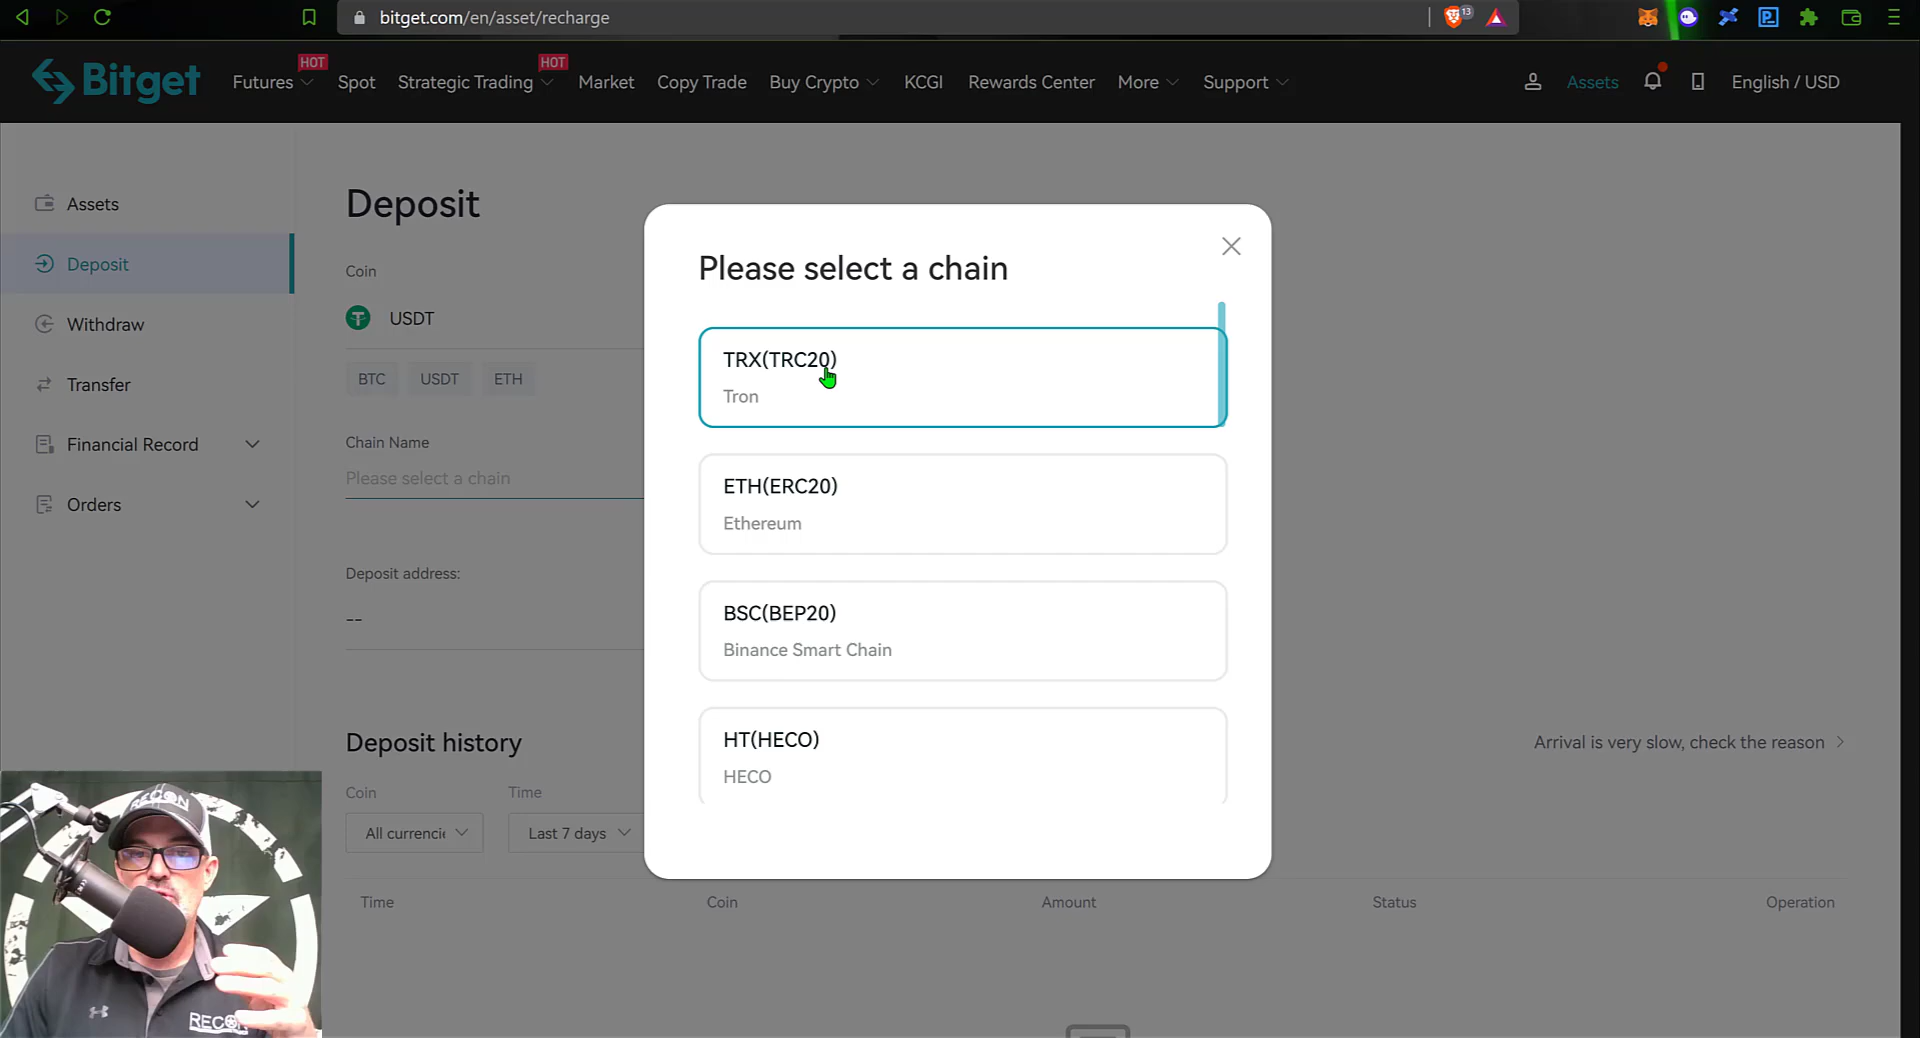 bitget.com/en/asset/recharge
13
Bitget
Futures
HOT
Spot
Strategic Trading
HOT
Market
Copy Trade
Buy Crypto
KCGI
Rewards Center
More
Support
Assets
English / USD
Assets
Deposit
Withdraw
Transfer
Financial Record
Orders
Deposit
Coin
USDT
BTC
USDT
ETH
Chain Name
Please select a chain
Deposit address:
--
Please select a chain
TRX(TRC20)
Tron
ETH(ERC20)
Ethereum
BSC(BEP20)
Binance Smart Chain
HT(HECO)
HECO
Deposit history
Arrival is very slow, check the reason
Coin
Time
All currencie
Last 7 days
Time
Coin
Amount
Status
Operation
RECON
RECON